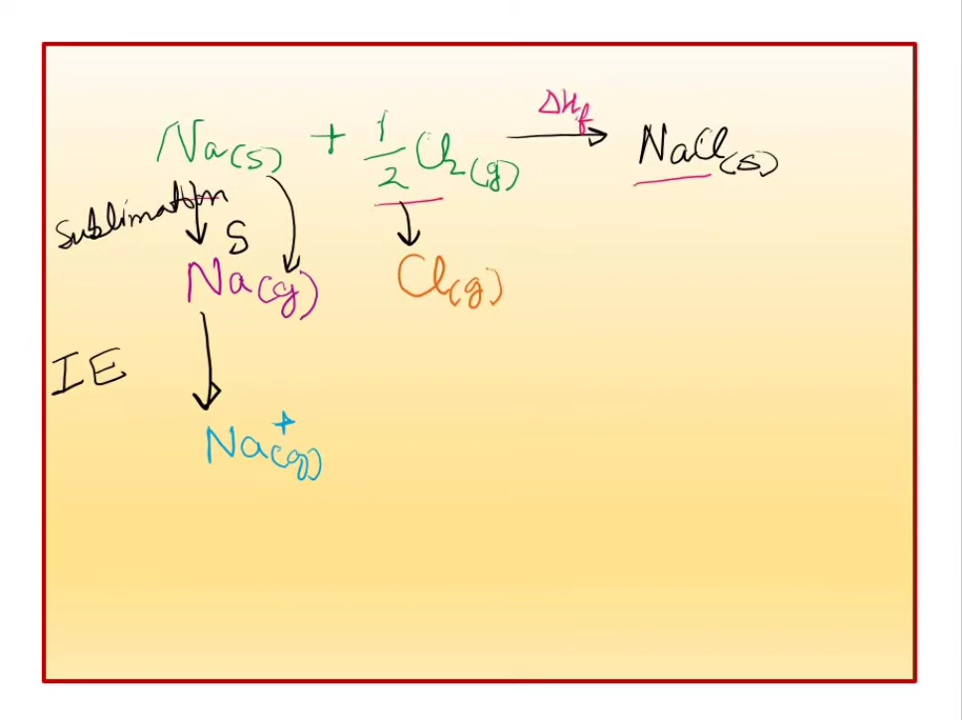 Na(s) + 1/2 Cl₂(g) ΔHf NaCl(s)
Sublimation S
Na(g) Cl(g)
IE
Na⁺(g)